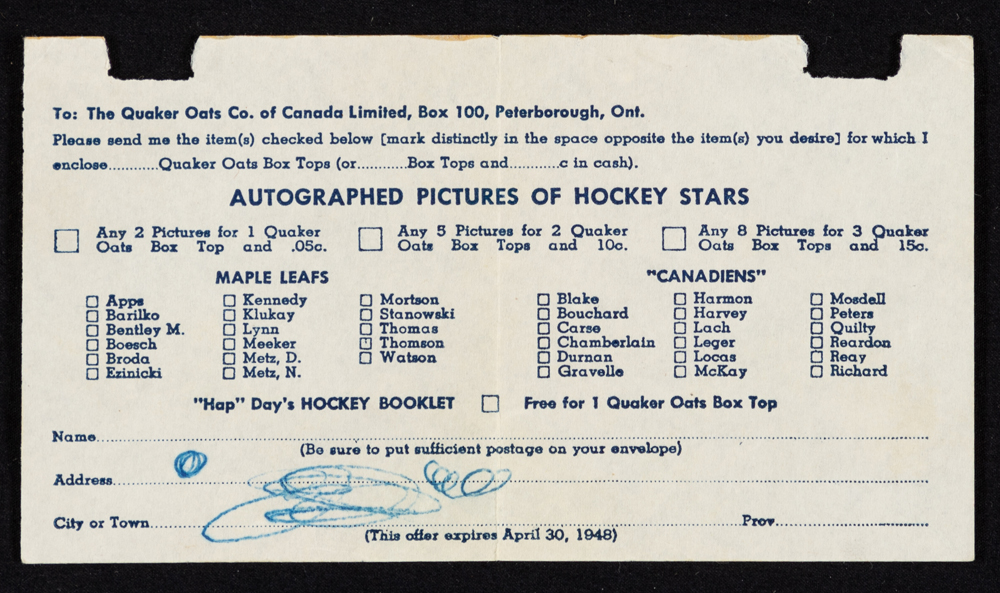 To: The Quaker Oats Co. of Canada Limited, Box 100, Peterborough, Ont.
Please send me the item(s) checked below [mark distinctly in the space opposite the item(s) you desire] for which I
enclose..........Quaker Oats Box Tops (or..........Box Tops and..........c in cash).
AUTOGRAPHED PICTURES OF HOCKEY STARS
☐ Any 2 Pictures for 1 Quaker ☐ Any 5 Pictures for 2 Quaker ☐ Any 8 Pictures for 3 Quaker
Oats Box Top and .05c. Oats Box Tops and 10c. Oats Box Tops and 15c.
MAPLE LEAFS "CANADIENS"
☐ Apps ☐ Kennedy ☐ Mortson ☐ Blake ☐ Harmon ☐ Mosdell
☐ Barilko ☐ Klukay ☐ Stanowski ☐ Bouchard ☐ Harvey ☐ Peters
☐ Bentley M. ☐ Lynn ☐ Thomas ☐ Carse ☐ Lach ☐ Quilty
☐ Boesch ☐ Meeker ☐ Thomson ☐ Chamberlain ☐ Leger ☐ Reardon
☐ Broda ☐ Metz, D. ☐ Watson ☐ Durnan ☐ Locas ☐ Reay
☐ Ezinicki ☐ Metz, N. ☐ Gravelle ☐ McKay ☐ Richard
"Hap" Day's HOCKEY BOOKLET ☐ Free for 1 Quaker Oats Box Top
Name
(Be sure to put sufficient postage on your envelope)
Address
City or Town Prov.
(This offer expires April 30, 1948)